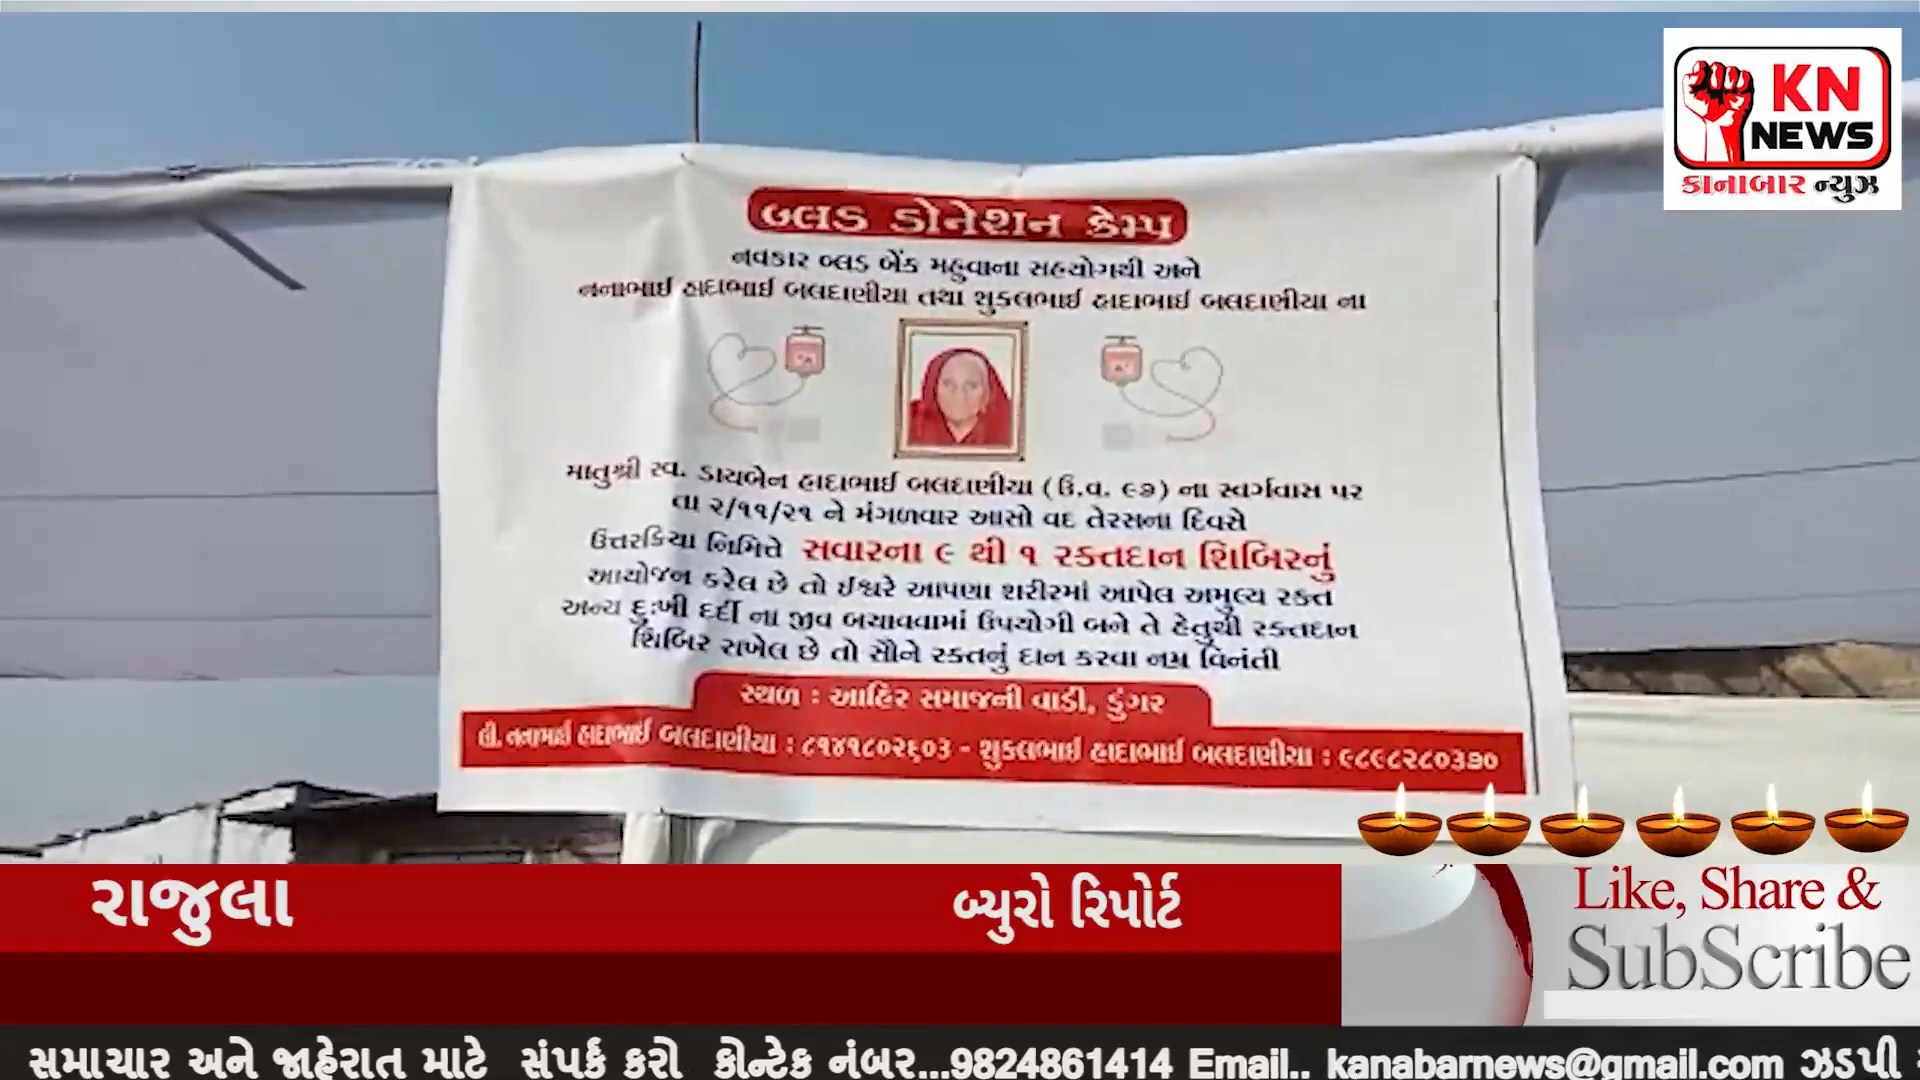 KN
NEWS
કાનાબાર ન્યુઝ
બ્લડ ડોનેશન કેમ્પ
નવકાર બ્લડ બેંક મહુવાના સહયોગથી અને
નનાભાઈ હાદાભાઈ બલદાણીયા તથા શુકલભાઈ હાદાભાઈ બલદાણીયા ના
માતુશ્રી સ્વ. ડાયબેન હાદાભાઈ બલદાણીયા (ઉ.વ. ૯૭) ના સ્વર્ગવાસ પર
તા ૨/૧૧/૨૧ ને મંગળવાર આસો વદ તેરસના દિવસે
ઉત્તરક્રિયા નિમિત્તે સવારના ૯ થી ૧ રક્તદાન શિબિરનું
આયોજન કરેલ છે તો ઈશ્વરે આપણા શરીરમાં આપેલ અમુલ્ય રક્ત
અન્ય દુઃખી દર્દી ના જીવ બચાવવામાં ઉપયોગી બને તે હેતુથી રક્તદાન
શિબિર રાખેલ છે તો સૌને રક્તનું દાન કરવા નમ્ર વિનંતી
સ્થળ : આહિર સમાજની વાડી, ડુંગર
લી. નનાભાઈ હાદાભાઈ બલદાણીયા : ૮૧૪૧૮૦૨૬૦૩ - શુકલભાઈ હાદાભાઈ બલદાણીયા : ૯૮૯૮૨૮૦૩૭૦
રાજુલા
બ્યુરો રિપોર્ટ
Like, Share &
SubScribe
સમાચાર અને જાહેરાત માટે સંપર્ક કરો કોન્ટેક નંબર...9824861414 Email.. kanabarnews@gmail.com ઝડપી